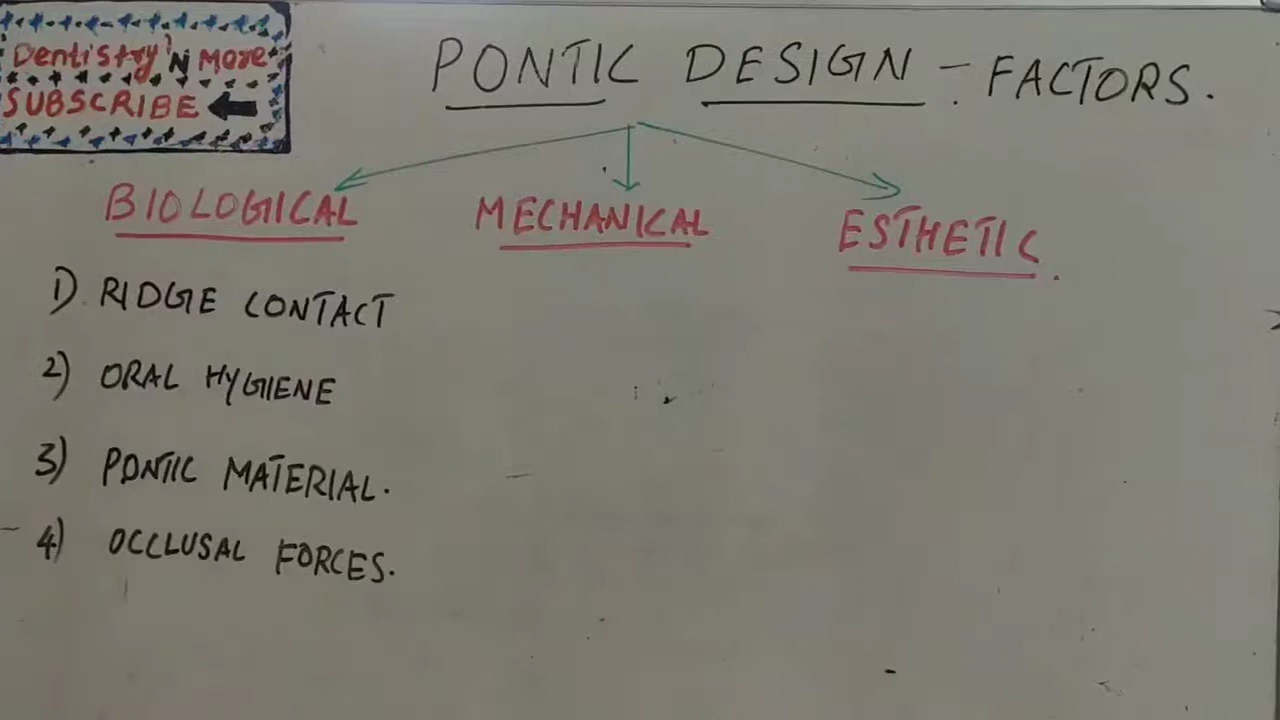 Dentistry'N More
SUBSCRIBE
PONTIC DESIGN - FACTORS.
BIOLOGICAL
MECHANICAL
ESTHETIC.
1) RIDGE CONTACT
2) ORAL HYGIENE
3) PONTIC MATERIAL.
4) OCCLUSAL FORCES.